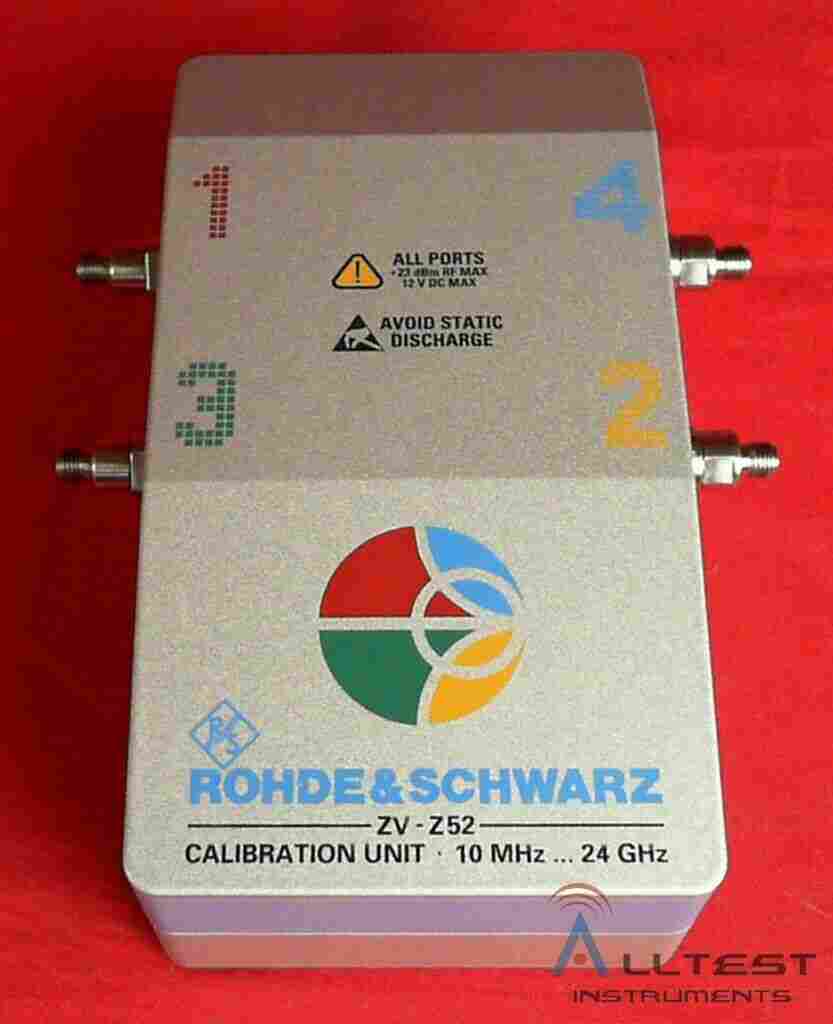 1
4
ALL PORTS
+23 dBm RF MAX
12 V DC MAX
AVOID STATIC
DISCHARGE
3
2
R&S
ROHDE&SCHWARZ
ZV - Z52
CALIBRATION UNIT · 10 MHz ... 24 GHz
ALLTEST
INSTRUMENTS